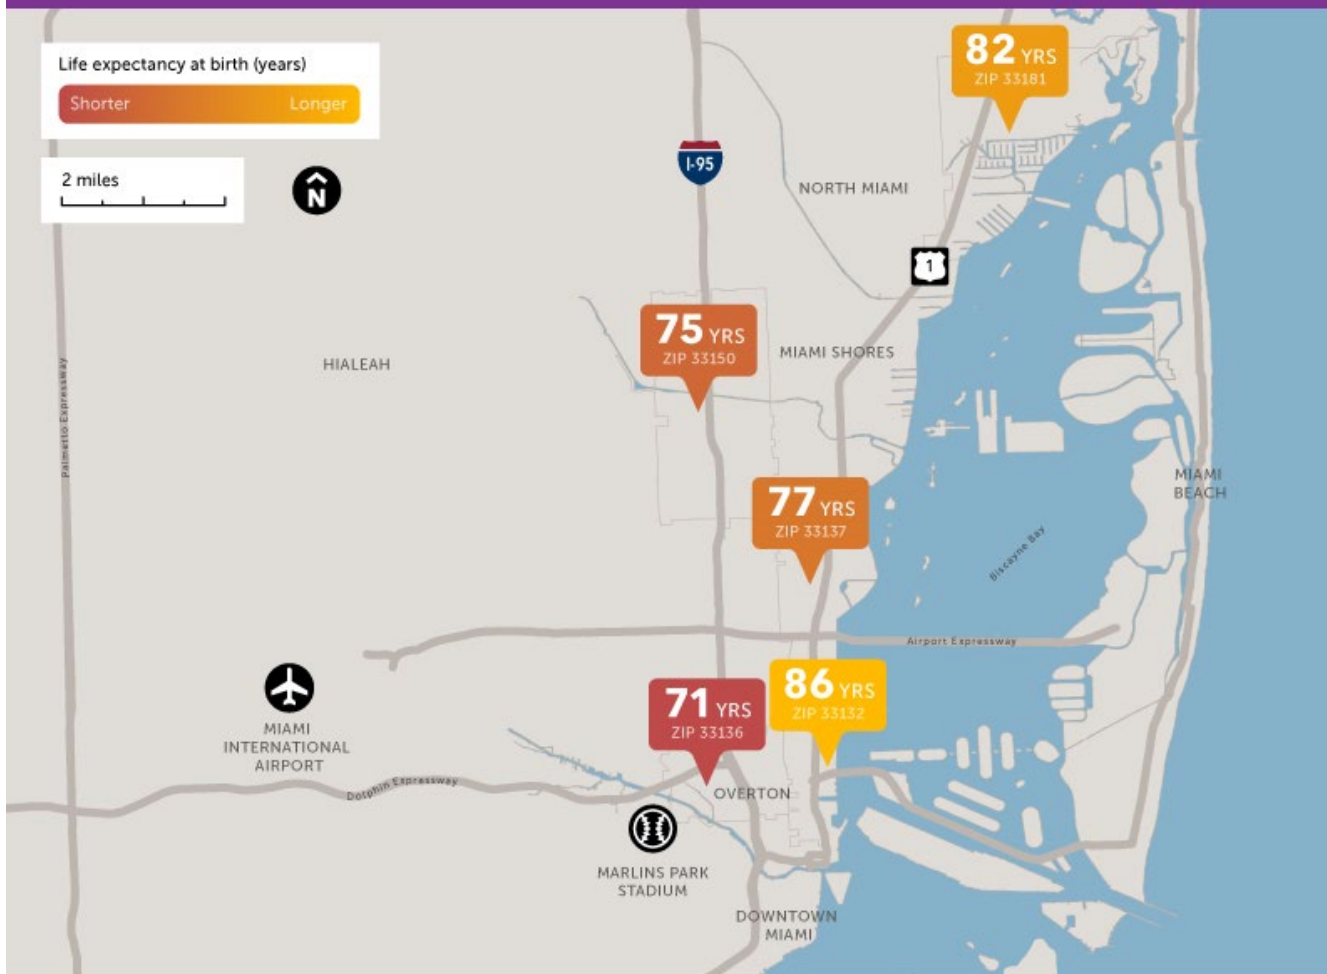 Life expectancy at birth (years)
Shorter Longer
2 miles
N
82 YRS
ZIP 33181
I-95
NORTH MIAMI
1
75 YRS
ZIP 33150
MIAMI SHORES
HIALEAH
Palmetto Expressway
MIAMI
BEACH
77 YRS
ZIP 33137
Biscayne Bay
Airport Expressway
71 YRS
ZIP 33136
86 YRS
ZIP 33132
MIAMI
INTERNATIONAL
AIRPORT
Dolphin Expressway
OVERTON
MARLINS PARK
STADIUM
DOWNTOWN
MIAMI